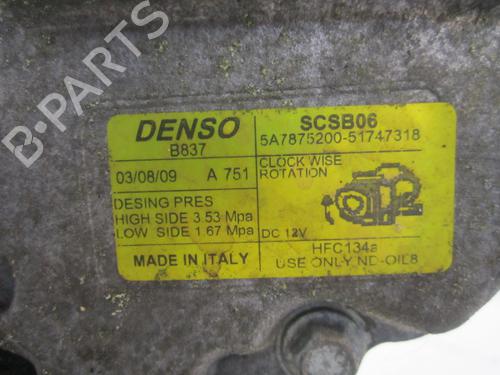 DENSO
B837
03/08/09 A 751
DESING PRES
HIGH SIDE 3.53 Mpa
LOW SIDE 1.67 Mpa
MADE IN ITALY
SCSB06
5A7875200-51747318
CLOCK WISE
ROTATION
DC 12V
HFC134a
USE ONLY ND-OIL8
B-PARTS